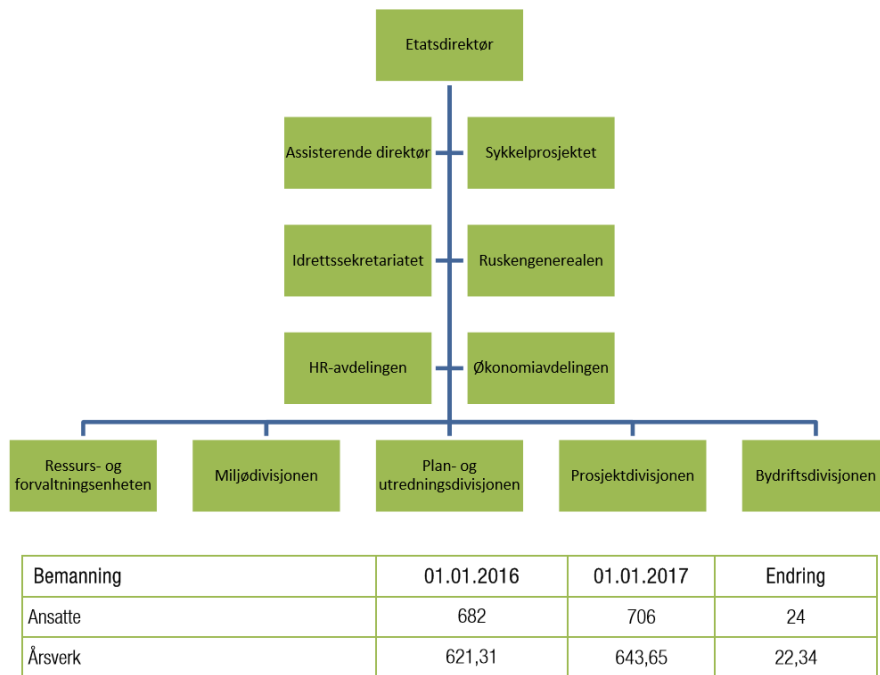 Etatsdirektør
Assisterende direktør
Sykkelprosjektet
Idrettssekretariatet
Ruskengenerealen
HR-avdelingen
Økonomiavdelingen
Ressurs- og
forvaltningsenheten
Miljødivisjonen
Plan- og
utredningsdivisjonen
Prosjektdivisjonen
Bydriftsdivisjonen
Bemanning 01.01.2016 01.01.2017 Endring
Ansatte 682 706 24
Årsverk 621,31 643,65 22,34